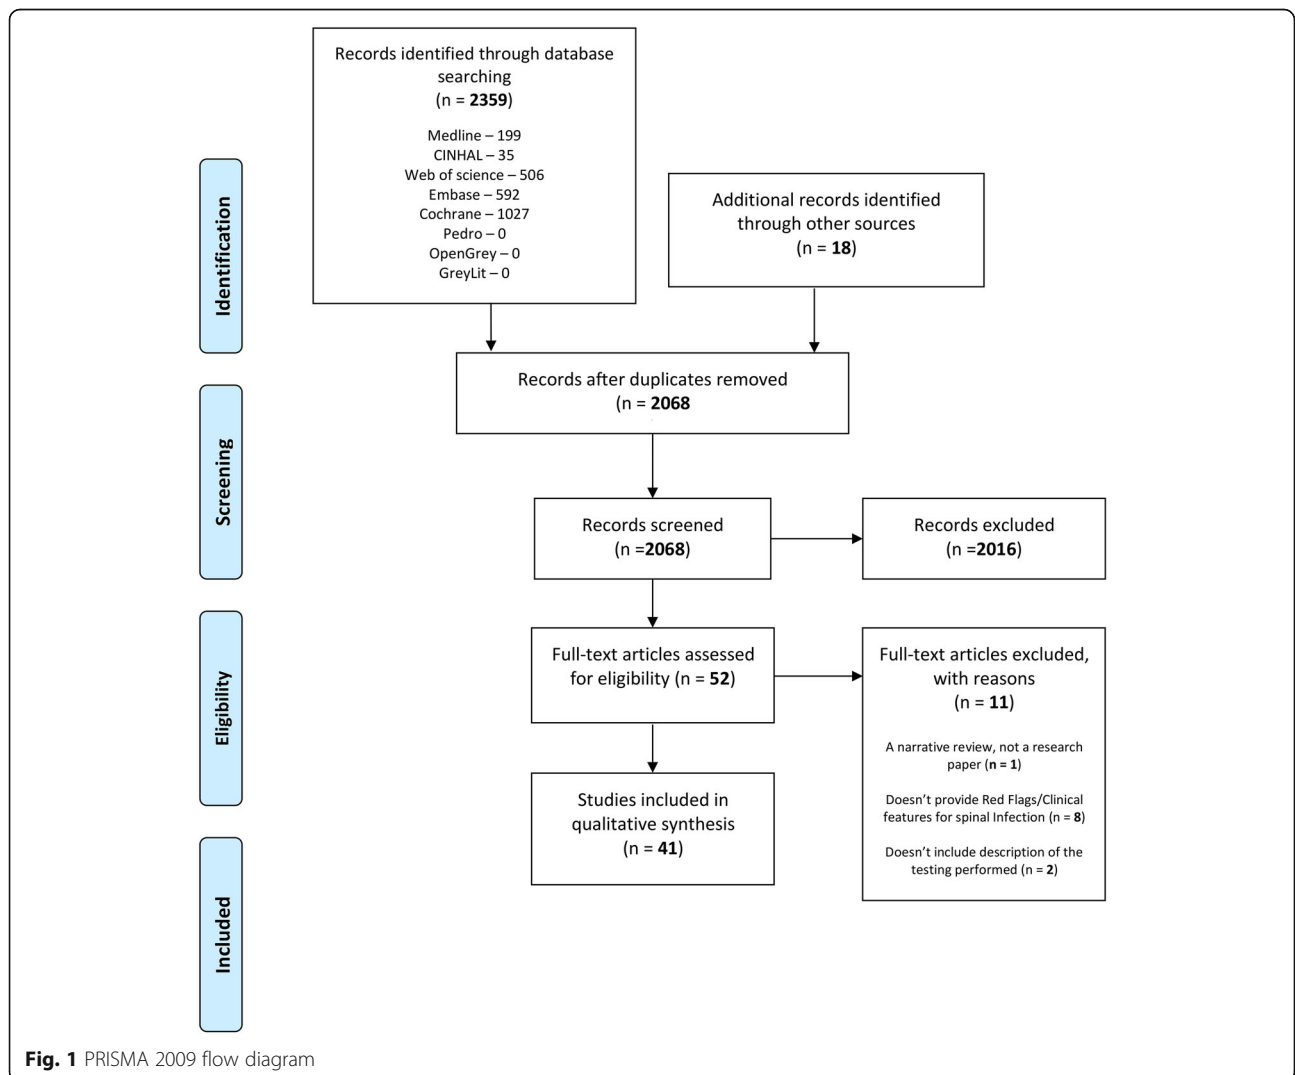 Records identified through database
searching
(n = 2359)
Medline – 199
CINHAL – 35
Web of science – 506
Embase – 592
Cochrane – 1027
Pedro – 0
OpenGrey – 0
GreyLit – 0
Additional records identified
through other sources
(n = 18)
Identification
Records after duplicates removed
(n = 2068
Screening
Records screened
(n =2068)
Records excluded
(n =2016)
Eligibility
Full-text articles assessed
for eligibility (n = 52)
Full-text articles excluded,
with reasons
(n = 11)
A narrative review, not a research
paper (n = 1)
Doesn’t provide Red Flags/Clinical
features for spinal Infection (n = 8)
Doesn’t include description of the
testing performed (n = 2)
Studies included in
qualitative synthesis
(n = 41)
Included
Fig. 1 PRISMA 2009 flow diagram